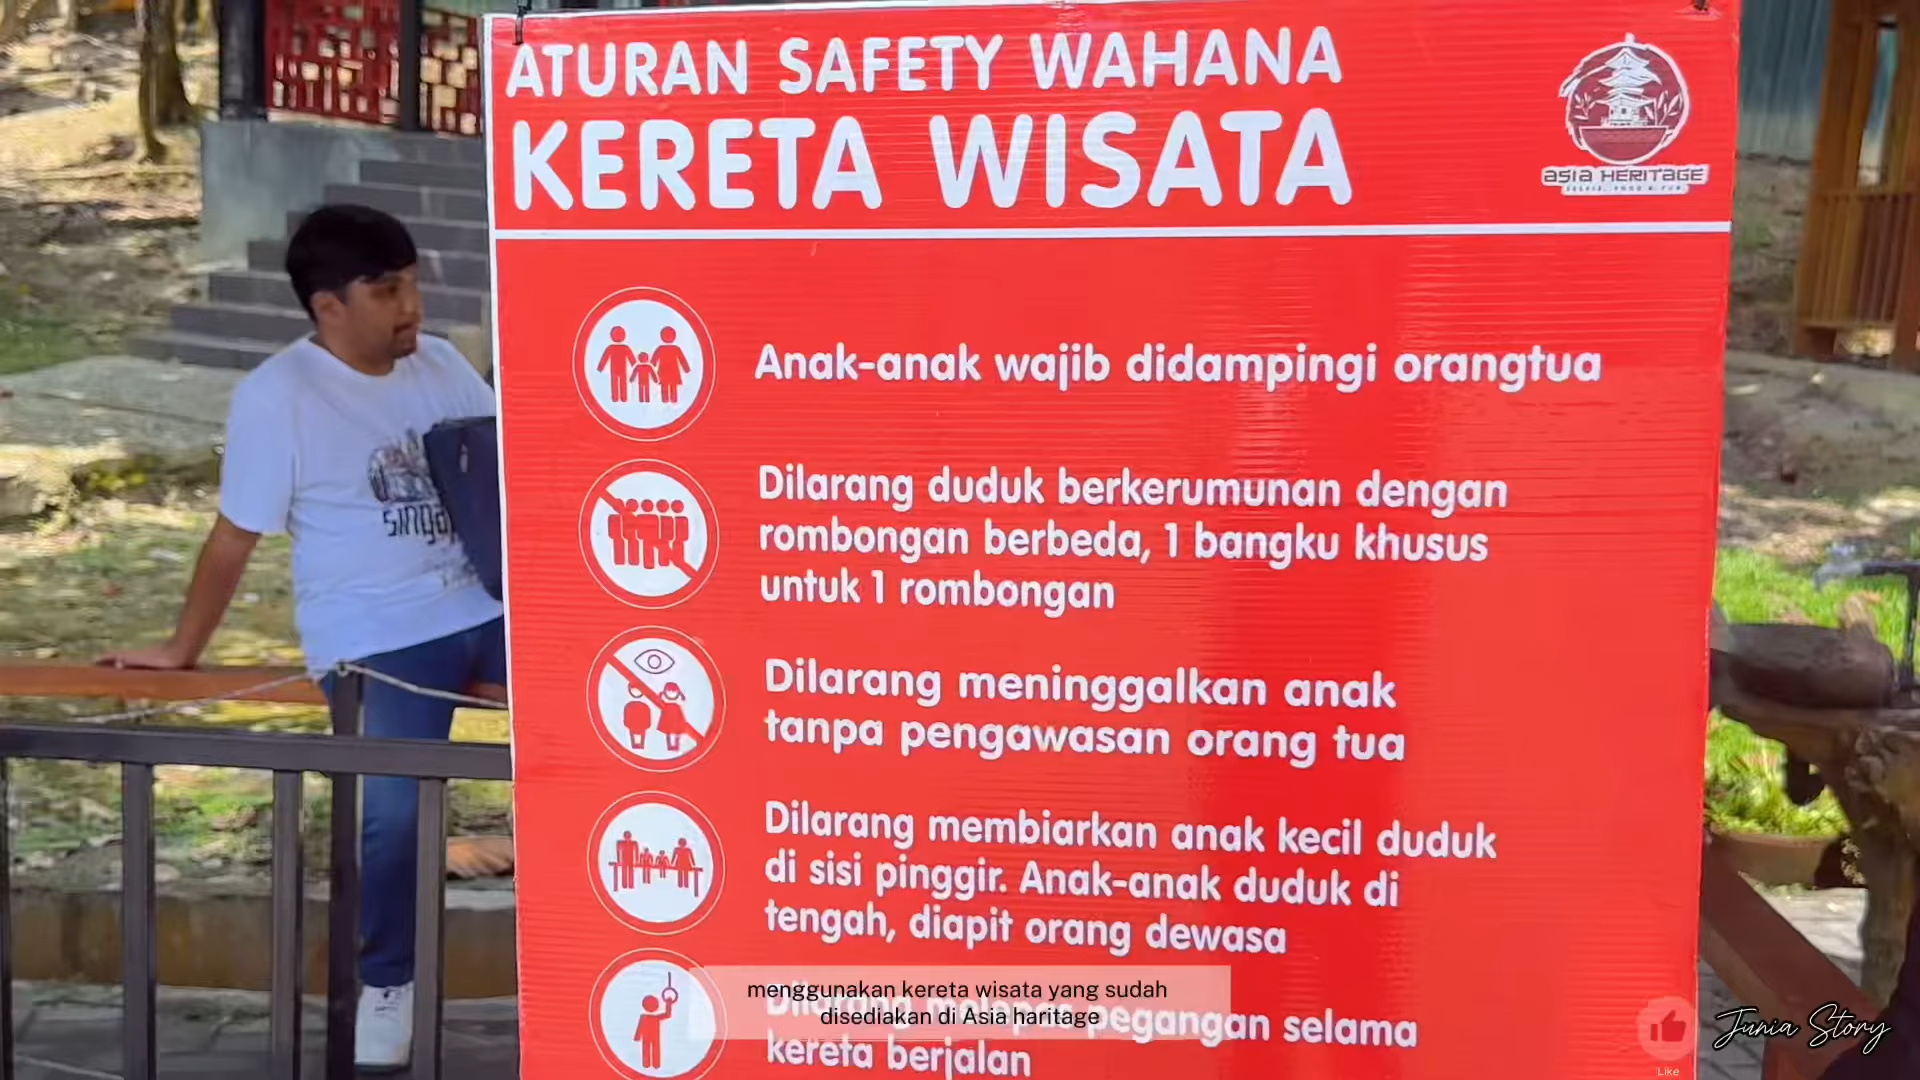 ATURAN SAFETY WAHANA
KERETA WISATA
ASIA HERITAGE
Anak-anak wajib didampingi orangtua
Dilarang duduk berkerumunan dengan
rombongan berbeda, 1 bangku khusus
untuk 1 rombongan
singa
Dilarang meninggalkan anak
tanpa pengawasan orang tua
Dilarang membiarkan anak kecil duduk
di sisi pinggir. Anak-anak duduk di
tengah, diapit orang dewasa
Dilarang melepas pegangan selama
kereta berjalan
menggunakan kereta wisata yang sudah
disediakan di Asia haritage
Junia Story
Like